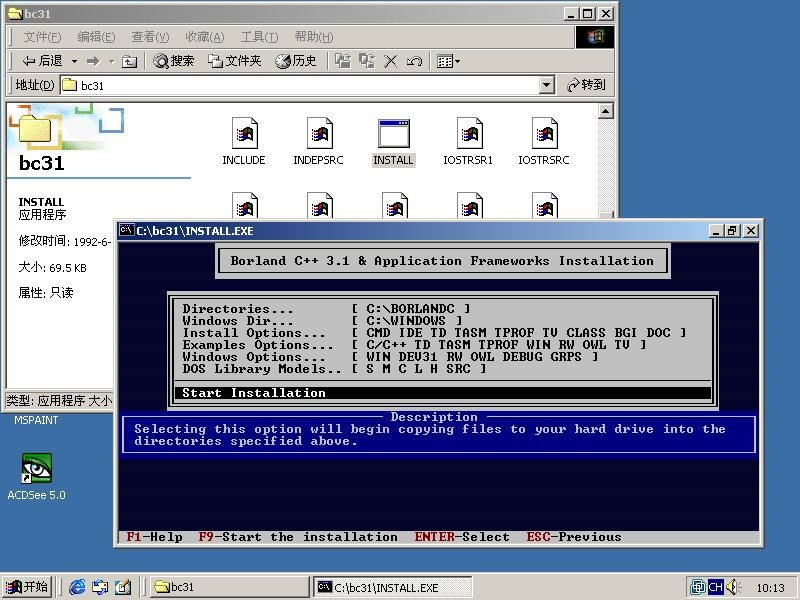 bc31
文件(F) 编辑(E) 查看(V) 收藏(A) 工具(T) 帮助(H)
后退 搜索 文件夹 历史
地址(D) bc31 转到
bc31
INSTALL
应用程序
修改时间: 1992-6-
大小: 69.5 KB
属性: 只读
INCLUDE INDEPSRC INSTALL IOSTRSR1 IOSTRSRC
类型: 应用程序 大小
C:\bc31\INSTALL.EXE
Borland C++ 3.1 & Application Frameworks Installation
Directories... [ C:\BORLANDC ]
Windows Dir... [ C:\WINDOWS ]
Install Options... [ CMD IDE TD TASM TPROF TV CLASS BGI DOC ]
Examples Options... [ C/C++ TD TASM TPROF WIN RW OWL TV ]
Windows Options... [ WIN DEV31 RW OWL DEBUG GRPS ]
DOS Library Models.. [ S M C L H SRC ]
Start Installation
Description
Selecting this option will begin copying files to your hard drive into the
directories specified above.
F1-Help F9-Start the installation ENTER-Select ESC-Previous
MSPAINT
ACDSee 5.0
开始 bc31 C:\bc31\INSTALL.EXE CH 10:13